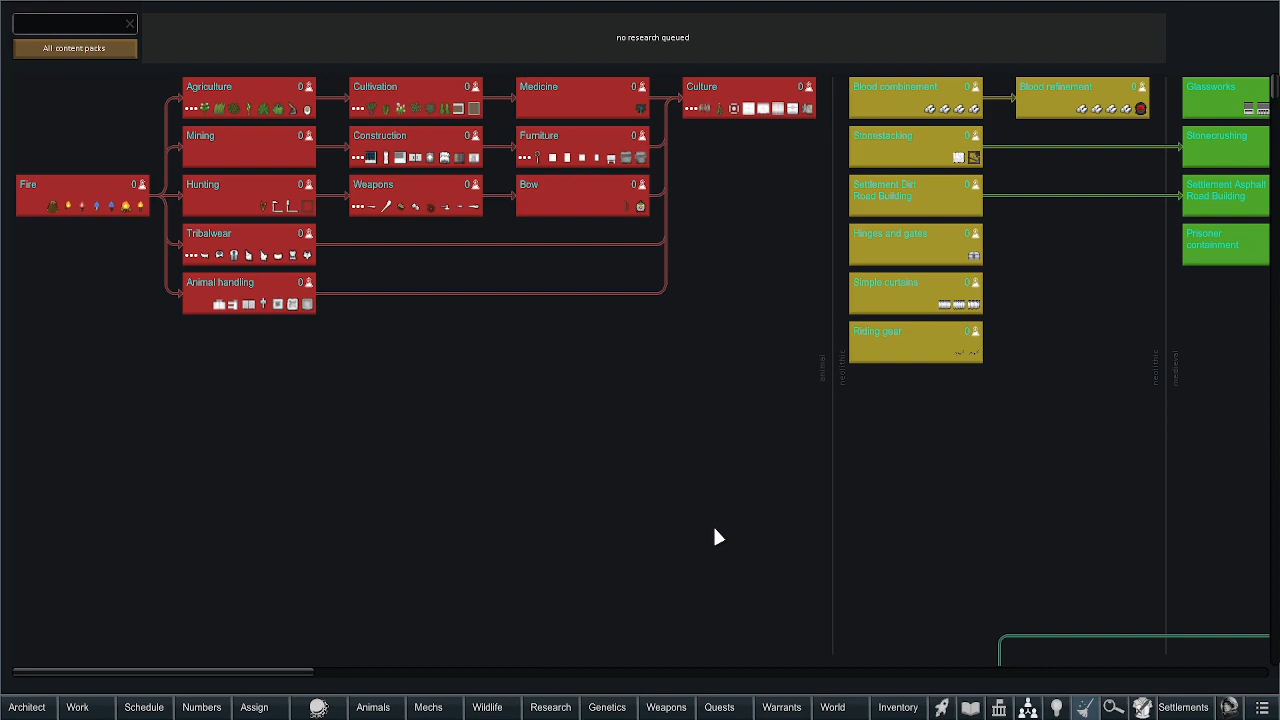 All content packs
no research queued
Agriculture 0
Cultivation 0
Medicine 0
Culture 0
Blood combinement 0
Blood refinement 0
Glassworks
Mining 0
Construction 0
Furniture 0
Stonestacking 0
Stonecrushing
Fire 0
Hunting 0
Weapons 0
Bow 0
Settlement Dirt 0
Road Building
Settlement Asphalt
Road Building
Tribalwear 0
Hinges and gates 0
Prisoner
containment
Animal handling 0
Simple curtains 0
Riding gear 0
animal
neolithic
neolithic
medieval
Architect Work Schedule Numbers Assign Animals Mechs Wildlife Research Genetics Weapons Quests Warrants World Inventory Settlements